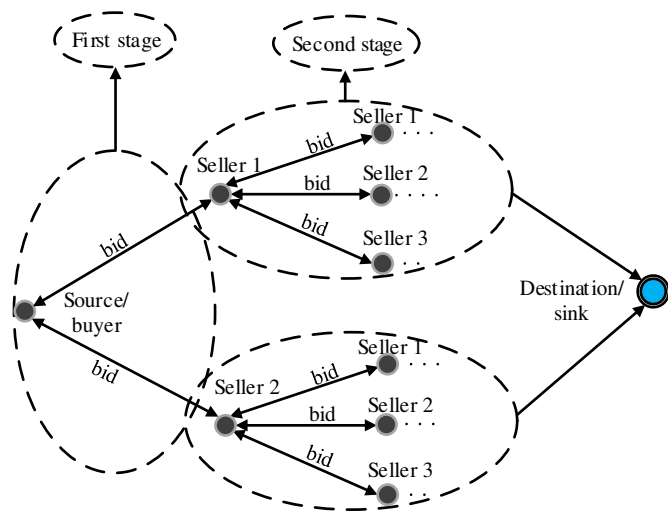 First stage
Second stage
Seller 1
bid
Seller 1
Seller 2
bid
bid
Seller 3
bid
Source/
buyer
Destination/
sink
bid
Seller 1
Seller 2
bid
Seller 2
bid
bid
Seller 3